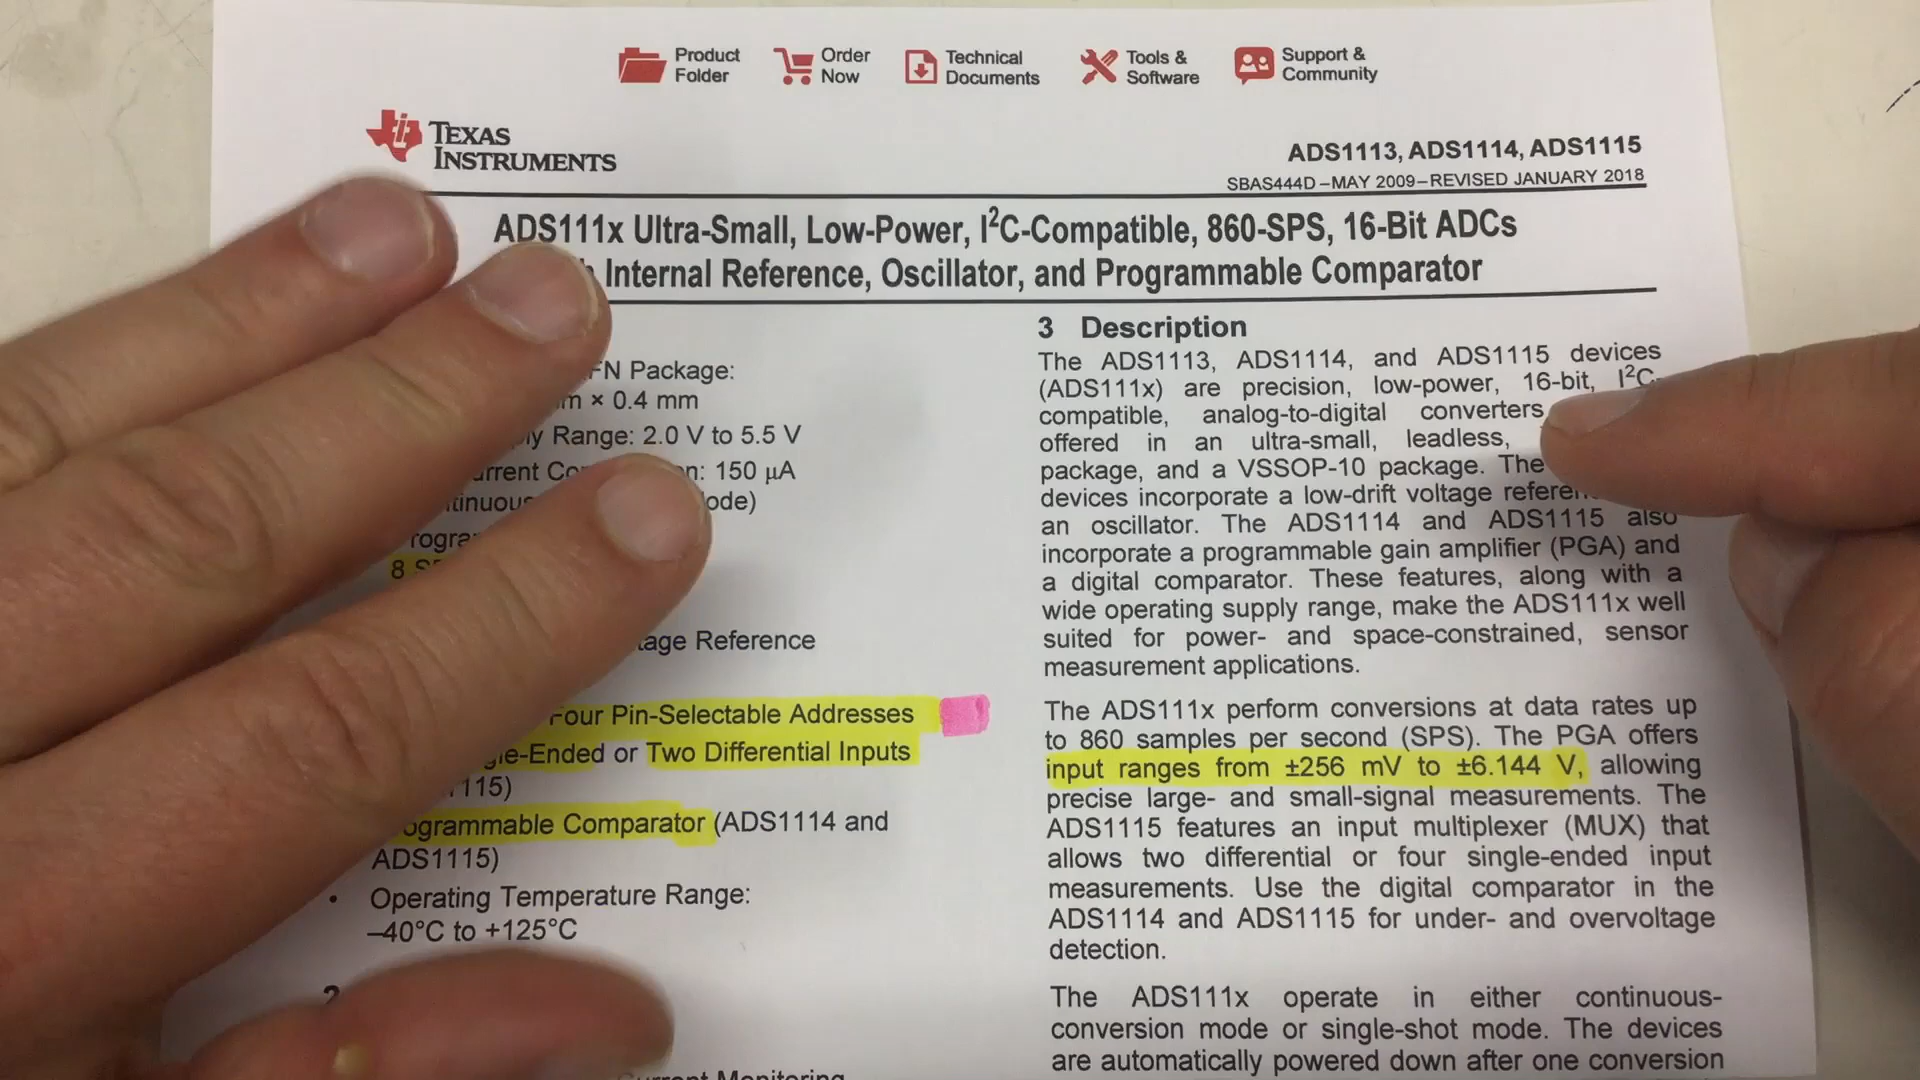 Product Folder
Order Now
Technical Documents
Tools & Software
Support & Community
TEXAS INSTRUMENTS
ADS1113, ADS1114, ADS1115
SBAS444D –MAY 2009–REVISED JANUARY 2018
ADS111x Ultra-Small, Low-Power, I²C-Compatible, 860-SPS, 16-Bit ADCs
Internal Reference, Oscillator, and Programmable Comparator
Package:
× 0.4 mm
Range: 2.0 V to 5.5 V
150 µA
8
Reference
Four Pin-Selectable Addresses
or Two Differential Inputs
Comparator (ADS1114 and
ADS1115)
• Operating Temperature Range:
–40°C to +125°C
2
Monitoring
3 Description
The ADS1113, ADS1114, and ADS1115 devices
(ADS111x) are precision, low-power, 16-bit, I²C-
compatible, analog-to-digital converters
offered in an ultra-small, leadless,
package, and a VSSOP-10 package. The
devices incorporate a low-drift voltage
an oscillator. The ADS1114 and ADS1115 also
incorporate a programmable gain amplifier (PGA) and
a digital comparator. These features, along with a
wide operating supply range, make the ADS111x well
suited for power- and space-constrained, sensor
measurement applications.
The ADS111x perform conversions at data rates up
to 860 samples per second (SPS). The PGA offers
input ranges from ±256 mV to ±6.144 V, allowing
precise large- and small-signal measurements. The
ADS1115 features an input multiplexer (MUX) that
allows two differential or four single-ended input
measurements. Use the digital comparator in the
ADS1114 and ADS1115 for under- and overvoltage
detection.
The ADS111x operate in either continuous-
conversion mode or single-shot mode. The devices
are automatically powered down after one conversion